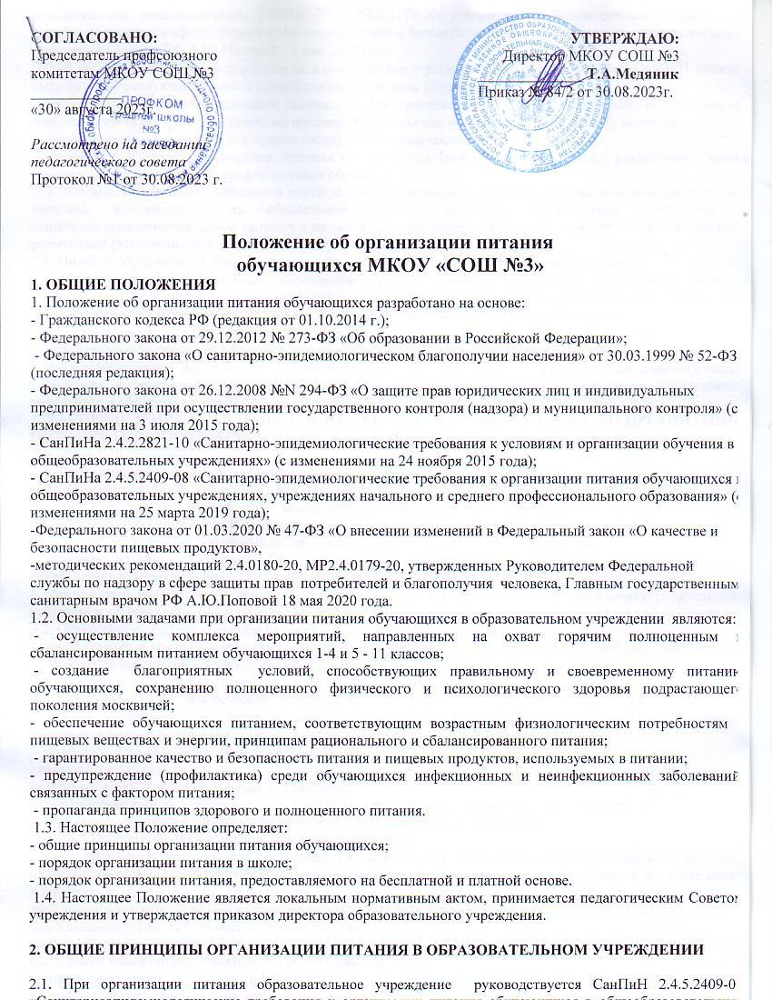 СОГЛАСОВАНО:
Председатель профсоюзного
комитетам МКОУ СОШ №3
«30» августа 2023г.
Рассмотрено на заседании
педагогического совета
Протокол №1 от 30.08.2023 г.
УТВЕРЖДАЮ:
Директор МКОУ СОШ №3
Т.А.Медяник
Приказ № 84/2 от 30.08.2023г.
ПРОФКОМ
средней школы
№3
Положение об организации питания
обучающихся МКОУ «СОШ №3»
1. ОБЩИЕ ПОЛОЖЕНИЯ
1. Положение об организации питания обучающихся разработано на основе:
- Гражданского кодекса РФ (редакция от 01.10.2014 г.);
- Федерального закона от 29.12.2012 № 273-ФЗ «Об образовании в Российской Федерации»;
- Федерального закона «О санитарно-эпидемиологическом благополучии населения» от 30.03.1999 № 52-ФЗ
(последняя редакция);
- Федерального закона от 26.12.2008 №N 294-ФЗ «О защите прав юридических лиц и индивидуальных
предпринимателей при осуществлении государственного контроля (надзора) и муниципального контроля» (с
изменениями на 3 июля 2015 года);
- СанПиНа 2.4.2.2821-10 «Санитарно-эпидемиологические требования к условиям и организации обучения в
общеобразовательных учреждениях» (с изменениями на 24 ноября 2015 года);
- СанПиНа 2.4.5.2409-08 «Санитарно-эпидемиологические требования к организации питания обучающихся
общеобразовательных учреждениях, учреждениях начального и среднего профессионального образования» (
изменениями на 25 марта 2019 года);
-Федерального закона от 01.03.2020 № 47-ФЗ «О внесении изменений в Федеральный закон «О качестве и
безопасности пищевых продуктов»,
-методических рекомендаций 2.4.0180-20, МР2.4.0179-20, утвержденных Руководителем Федеральной
службы по надзору в сфере защиты прав потребителей и благополучия человека, Главным государственным
санитарным врачом РФ А.Ю.Поповой 18 мая 2020 года.
1.2. Основными задачами при организации питания обучающихся в образовательном учреждении являются:
- осуществление комплекса мероприятий, направленных на охват горячим полноценным
сбалансированным питанием обучающихся 1-4 и 5 - 11 классов;
- создание благоприятных условий, способствующих правильному и своевременному питани
обучающихся, сохранению полноценного физического и психологического здоровья подрастающег
поколения москвичей;
- обеспечение обучающихся питанием, соответствующим возрастным физиологическим потребностям
пищевых веществах и энергии, принципам рационального и сбалансированного питания;
- гарантированное качество и безопасность питания и пищевых продуктов, используемых в питании;
- предупреждение (профилактика) среди обучающихся инфекционных и неинфекционных заболеваний
связанных с фактором питания;
- пропаганда принципов здорового и полноценного питания.
1.3. Настоящее Положение определяет:
- общие принципы организации питания обучающихся;
- порядок организации питания в школе;
- порядок организации питания, предоставляемого на бесплатной и платной основе.
1.4. Настоящее Положение является локальным нормативным актом, принимается педагогическим Совето
учреждения и утверждается приказом директора образовательного учреждения.
2. ОБЩИЕ ПРИНЦИПЫ ОРГАНИЗАЦИИ ПИТАНИЯ В ОБРАЗОВАТЕЛЬНОМ УЧРЕЖДЕНИИ
2.1. При организации питания образовательное учреждение руководствуется СанПиН 2.4.5.2409-0